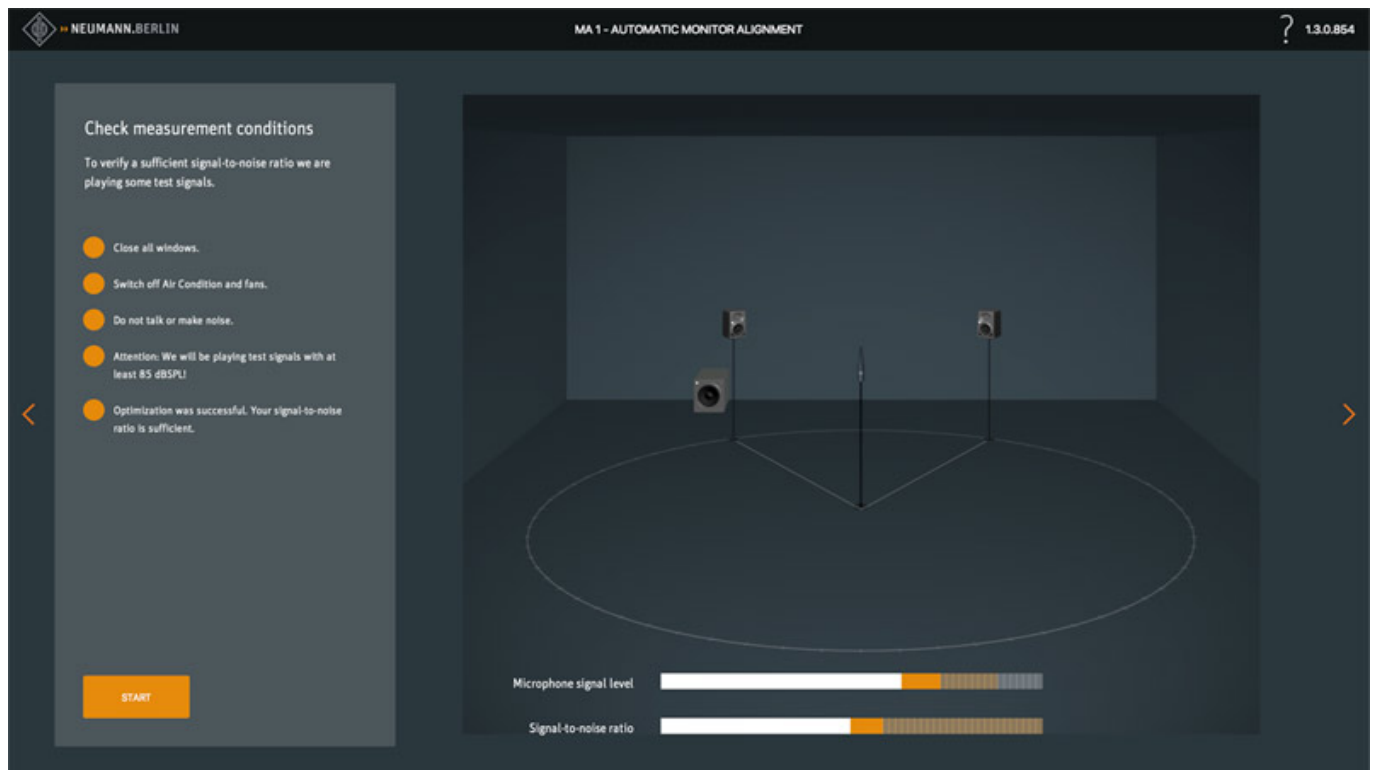 NEUMANN.BERLIN
MA 1 - AUTOMATIC MONITOR ALIGNMENT
? 1.3.0.854
Check measurement conditions
To verify a sufficient signal-to-noise ratio we are
playing some test signals.
Close all windows.
Switch off Air Condition and fans.
Do not talk or make noise.
Attention: We will be playing test signals with at
least 85 dBSPL!
Optimization was successful. Your signal-to-noise
ratio is sufficient.
START
Microphone signal level
Signal-to-noise ratio